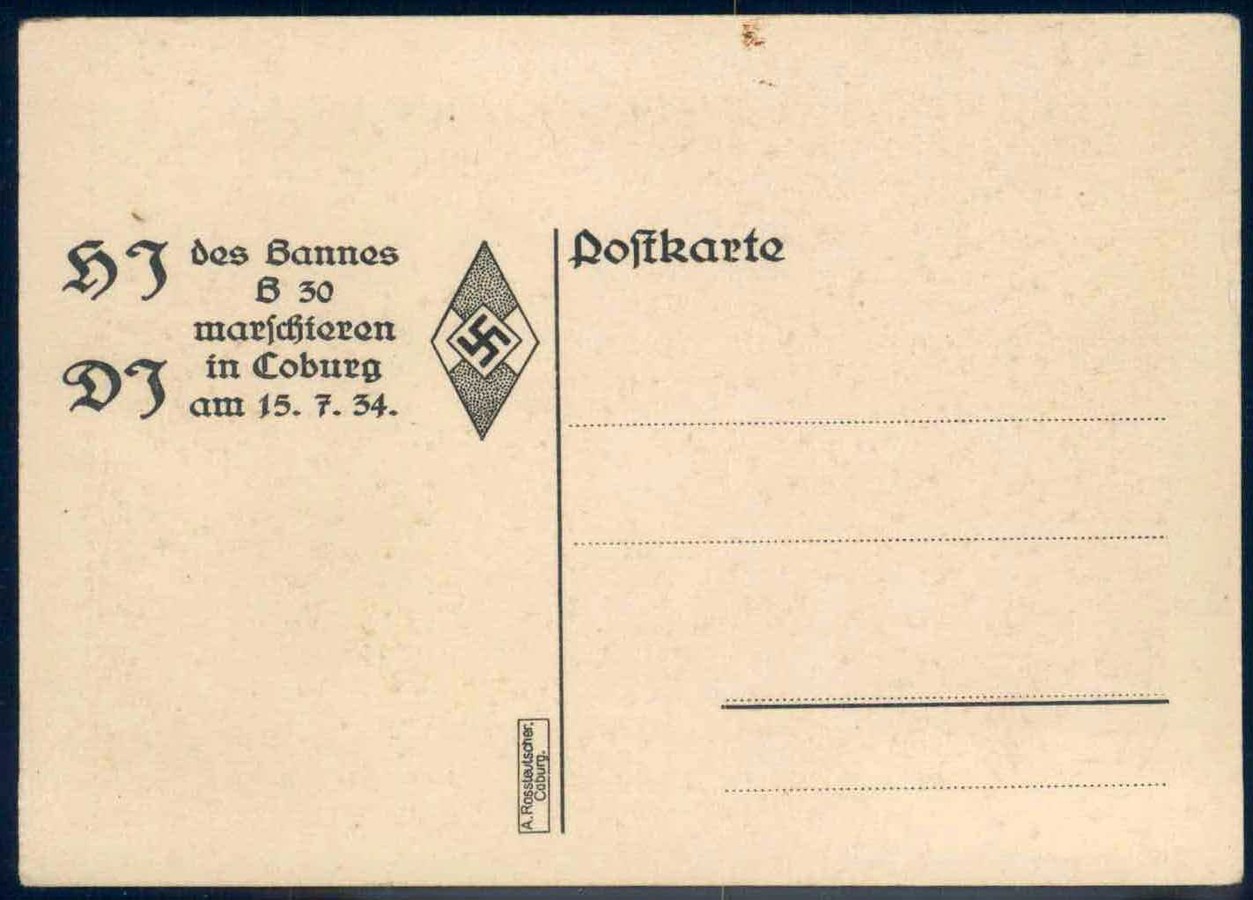 HJ des Bannes
B 30
marſchieren
DJ in Coburg
am 15. 7. 34.
Poſtkarte
A. Rossteutscher,
Coburg.